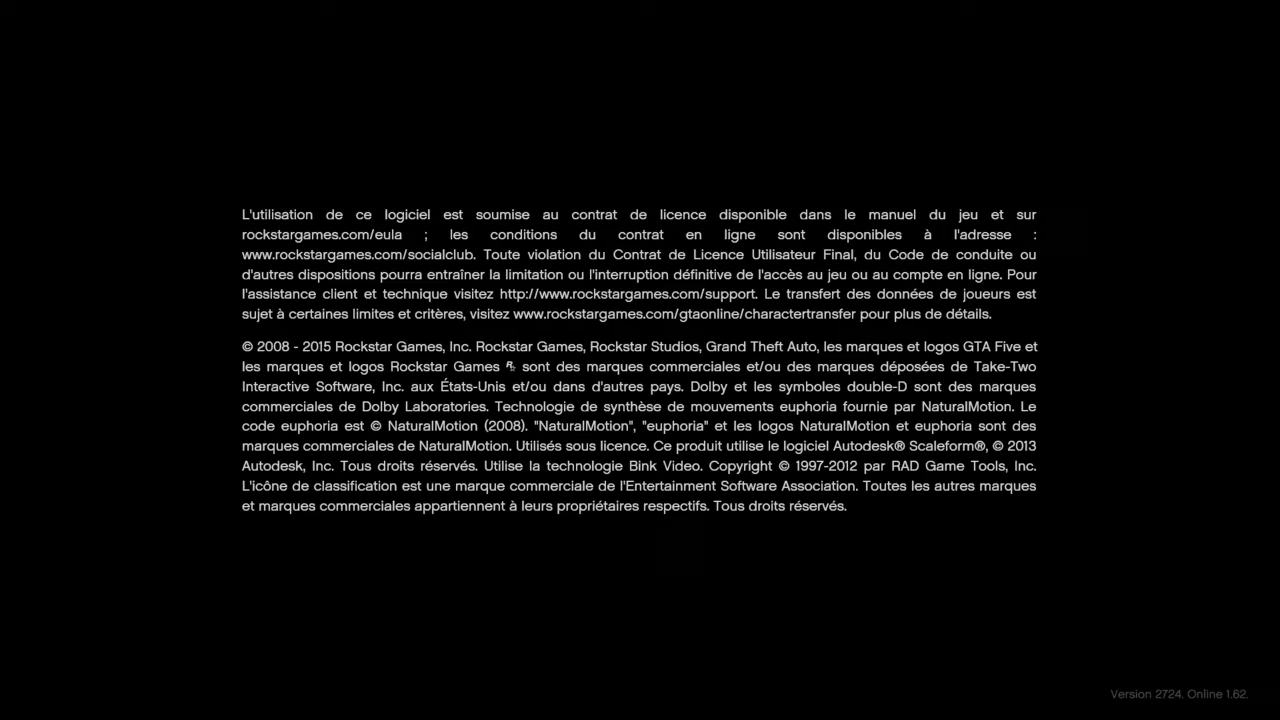 L'utilisation de ce logiciel est soumise au contrat de licence disponible dans le manuel du jeu et sur
rockstargames.com/eula ; les conditions du contrat en ligne sont disponibles à l'adresse :
www.rockstargames.com/socialclub. Toute violation du Contrat de Licence Utilisateur Final, du Code de conduite ou
d'autres dispositions pourra entraîner la limitation ou l'interruption définitive de l'accès au jeu ou au compte en ligne. Pour
l'assistance client et technique visitez http://www.rockstargames.com/support. Le transfert des données de joueurs est
sujet à certaines limites et critères, visitez www.rockstargames.com/gtaonline/charactertransfer pour plus de détails.
© 2008 - 2015 Rockstar Games, Inc. Rockstar Games, Rockstar Studios, Grand Theft Auto, les marques et logos GTA Five et
les marques et logos Rockstar Games R* sont des marques commerciales et/ou des marques déposées de Take-Two
Interactive Software, Inc. aux États-Unis et/ou dans d'autres pays. Dolby et les symboles double-D sont des marques
commerciales de Dolby Laboratories. Technologie de synthèse de mouvements euphoria fournie par NaturalMotion. Le
code euphoria est © NaturalMotion (2008). "NaturalMotion", "euphoria" et les logos NaturalMotion et euphoria sont des
marques commerciales de NaturalMotion. Utilisés sous licence. Ce produit utilise le logiciel Autodesk® Scaleform®, © 2013
Autodesk, Inc. Tous droits réservés. Utilise la technologie Bink Video. Copyright © 1997-2012 par RAD Game Tools, Inc.
L'icône de classification est une marque commerciale de l'Entertainment Software Association. Toutes les autres marques
et marques commerciales appartiennent à leurs propriétaires respectifs. Tous droits réservés.
Version 2724. Online 1.62.